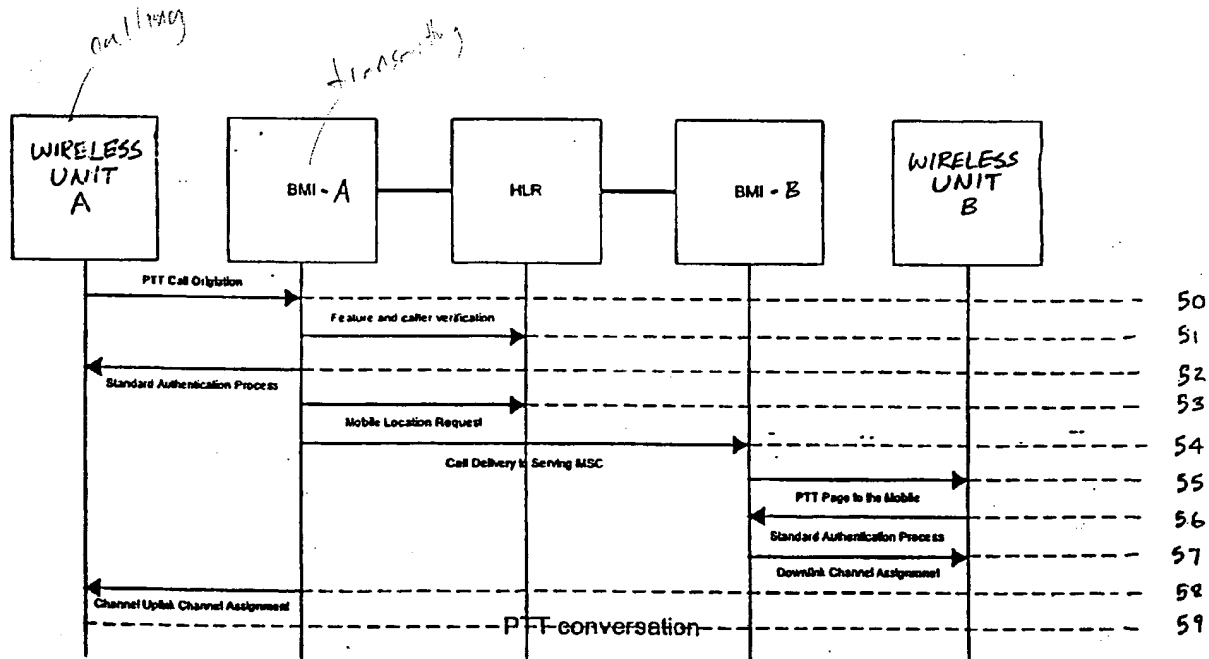 calling
transmitting
WIRELESS
UNIT
A
BMI - A
HLR
BMI - B
WIRELESS
UNIT
B
PTT Call Origination
50
Feature and caller verification
51
52
Standard Authentication Process
53
Mobile Location Request
54
Call Delivery to Serving MSC
55
PTT Page to the Mobile
56
Standard Authentication Process
57
Downlink Channel Assignment
58
Channel Uplink Channel Assignment
PTT conversation
59